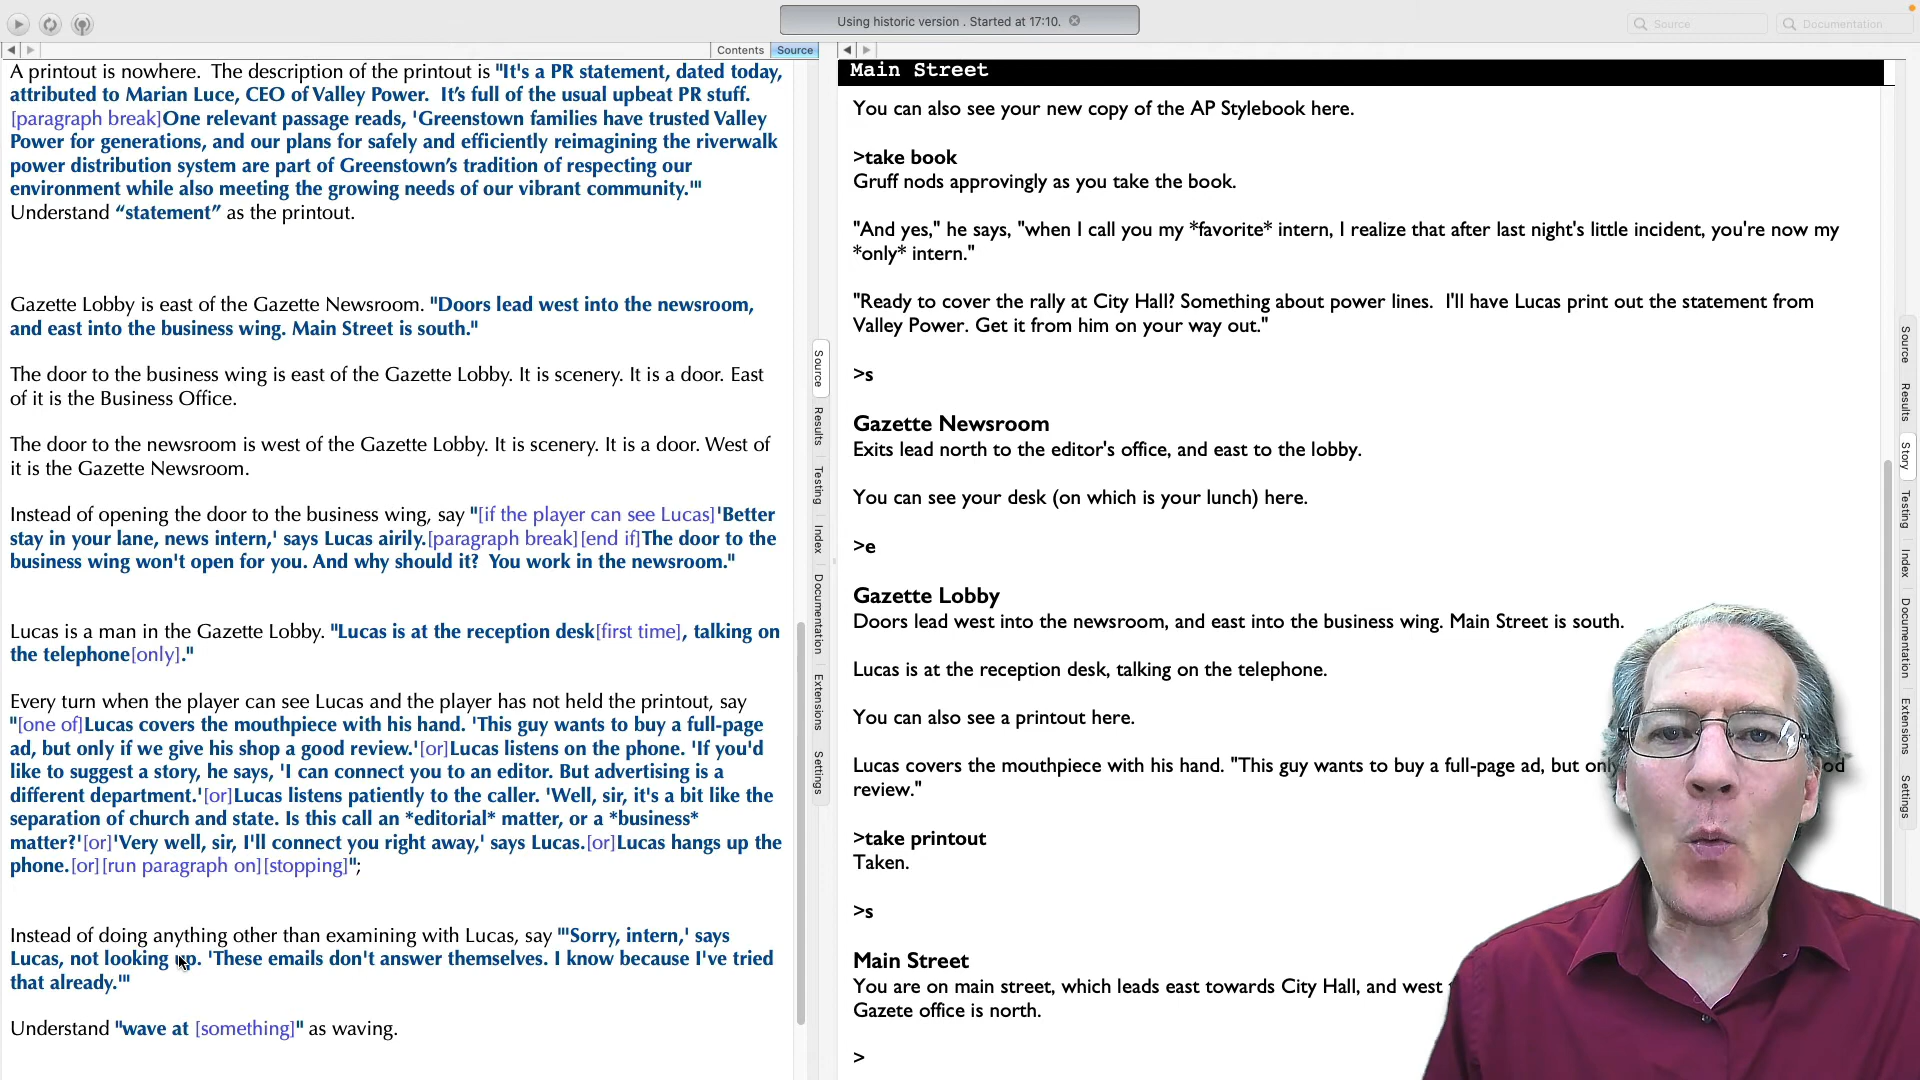 Using historic version . Started at 17:10.
Source
Documentation
Contents
Source
A printout is nowhere.  The description of the printout is "It's a PR statement, dated today,
attributed to Marian Luce, CEO of Valley Power.  It’s full of the usual upbeat PR stuff.
[paragraph break]One relevant passage reads, 'Greenstown families have trusted Valley
Power for generations, and our plans for safely and efficiently reimagining the riverwalk
power distribution system are part of Greenstown’s tradition of respecting our
environment while also meeting the growing needs of our vibrant community.'"
Understand “statement” as the printout.
Gazette Lobby is east of the Gazette Newsroom. "Doors lead west into the newsroom,
and east into the business wing. Main Street is south."
The door to the business wing is east of the Gazette Lobby. It is scenery. It is a door. East
of it is the Business Office.
The door to the newsroom is west of the Gazette Lobby. It is scenery. It is a door. West of
it is the Gazette Newsroom.
Instead of opening the door to the business wing, say "[if the player can see Lucas]'Better
stay in your lane, news intern,' says Lucas airily.[paragraph break][end if]The door to the
business wing won't open for you. And why should it?  You work in the newsroom."
Lucas is a man in the Gazette Lobby. "Lucas is at the reception desk[first time], talking on
the telephone[only]."
Every turn when the player can see Lucas and the player has not held the printout, say
"[one of]Lucas covers the mouthpiece with his hand. 'This guy wants to buy a full-page
ad, but only if we give his shop a good review.'[or]Lucas listens on the phone. 'If you'd
like to suggest a story, he says, 'I can connect you to an editor. But advertising is a
different department.'[or]Lucas listens patiently to the caller. 'Well, sir, it's a bit like the
separation of church and state. Is this call an *editorial* matter, or a *business*
matter?'[or]'Very well, sir, I'll connect you right away,' says Lucas.[or]Lucas hangs up the
phone.[or][run paragraph on][stopping]";
Instead of doing anything other than examining with Lucas, say "'Sorry, intern,' says
Lucas, not looking up. 'These emails don't answer themselves. I know because I've tried
that already.'"
Understand "wave at [something]" as waving.
Source
Results
Testing
Index
Documentation
Extensions
Settings
Main Street
You can also see your new copy of the AP Stylebook here.
>take book
Gruff nods approvingly as you take the book.
"And yes," he says, "when I call you my *favorite* intern, I realize that after last night's little incident, you're now my
*only* intern."
"Ready to cover the rally at City Hall? Something about power lines.  I'll have Lucas print out the statement from
Valley Power. Get it from him on your way out."
>s
Gazette Newsroom
Exits lead north to the editor's office, and east to the lobby.
You can see your desk (on which is your lunch) here.
>e
Gazette Lobby
Doors lead west into the newsroom, and east into the business wing. Main Street is south.
Lucas is at the reception desk, talking on the telephone.
You can also see a printout here.
Lucas covers the mouthpiece with his hand. "This guy wants to buy a full-page ad, but
review."
>take printout
Taken.
>s
Main Street
You are on main street, which leads east towards City Hall, and west
Gazete office is north.
>
Source
Results
Story
Testing
Index
Documentation
Extensions
Settings